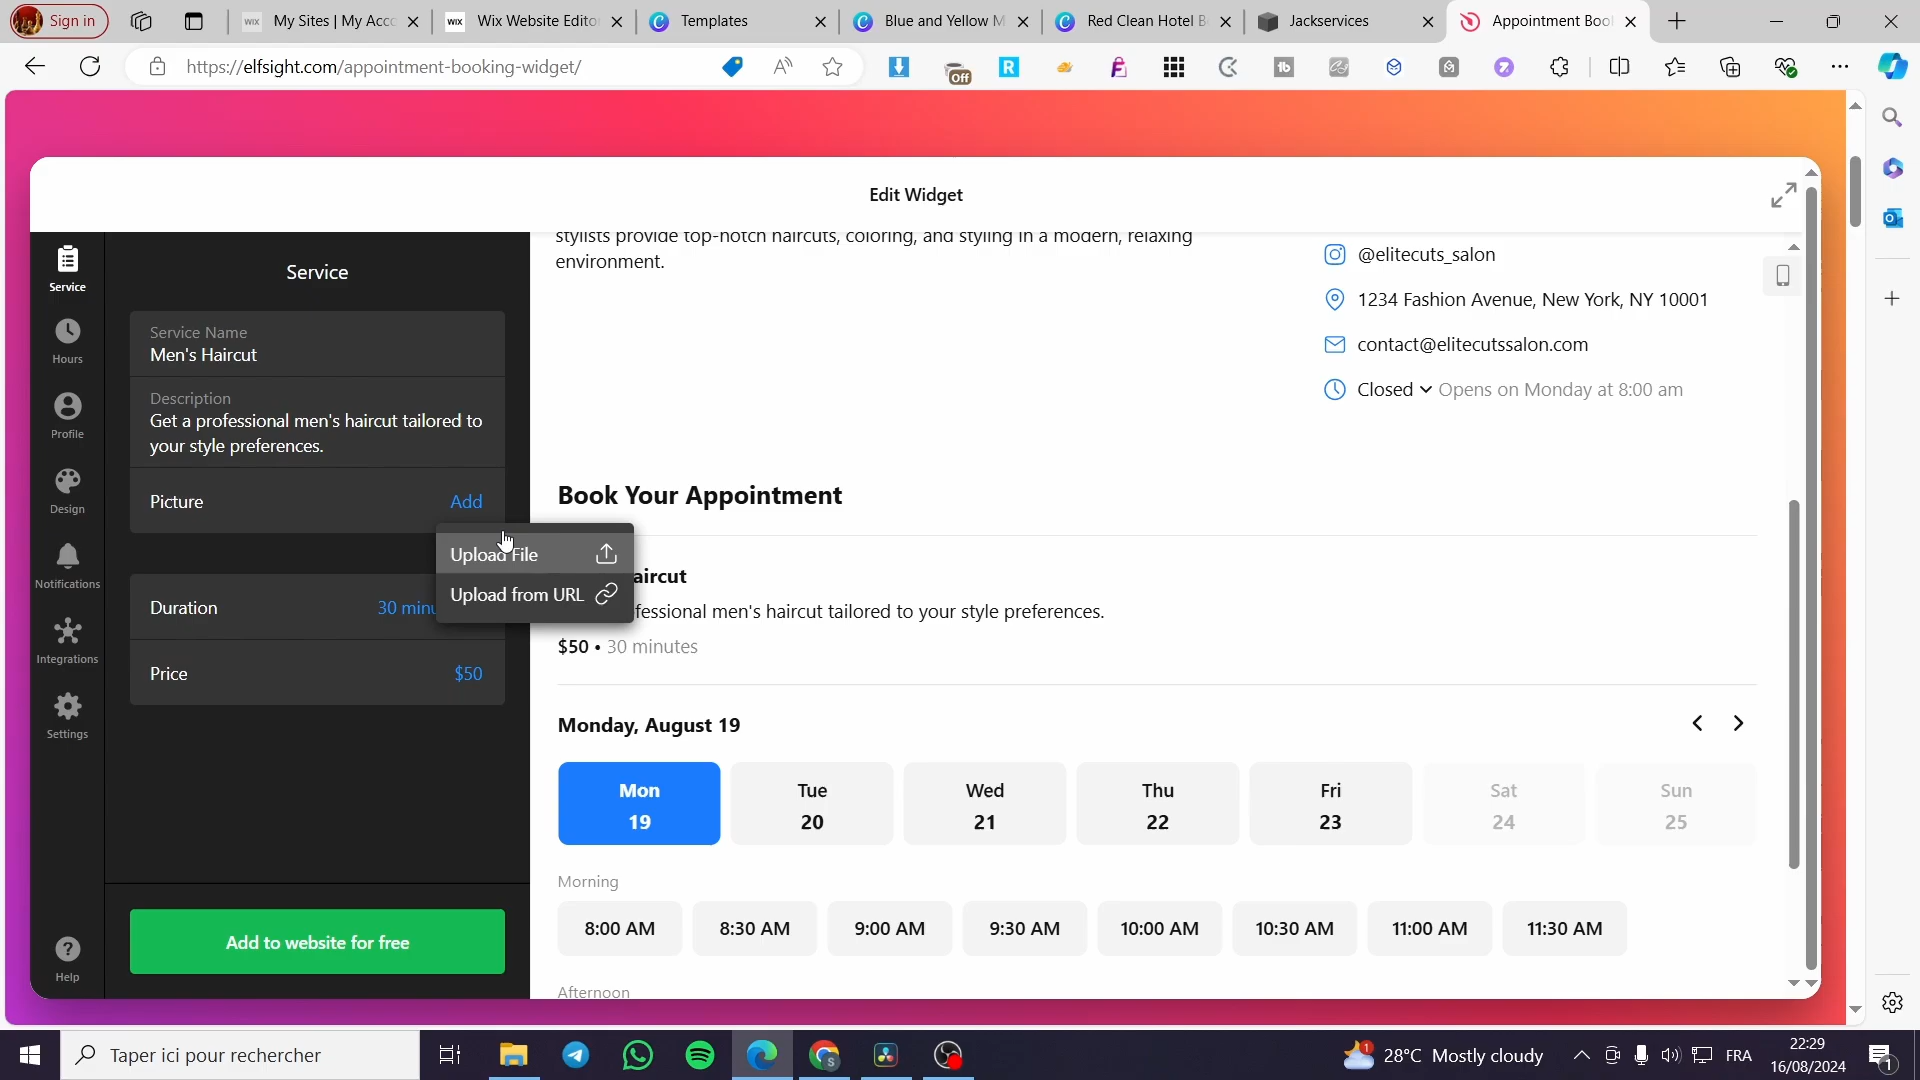 Sign in
WiX My Sites | My Acc
WiX Wix Website Edito
Templates
Blue and Yellow M
Red Clean Hotel B
Jackservices
Appointment Boo
https://elfsight.com/appointment-booking-widget/
Off
Edit Widget
Service
Hours
Profile
Design
Notifications
Integrations
Settings
Help
Service
Service Name
Men's Haircut
Description
Get a professional men's haircut tailored to
your style preferences.
Picture Add
Upload File
Upload from URL
Duration 30 minu
Price $50
Add to website for free
stylists provide top-notch haircuts, coloring, and styling in a modern, relaxing
environment.
@elitecuts_salon
1234 Fashion Avenue, New York, NY 10001
contact@elitecutssalon.com
Closed Opens on Monday at 8:00 am
Book Your Appointment
aircut
fessional men's haircut tailored to your style preferences.
$50 • 30 minutes
Monday, August 19
Mon Tue Wed Thu Fri Sat Sun
19 20 21 22 23 24 25
Morning
8:00 AM 8:30 AM 9:00 AM 9:30 AM 10:00 AM 10:30 AM 11:00 AM 11:30 AM
Afternoon
Taper ici pour rechercher
28°C Mostly cloudy
FRA
22:29
16/08/2024
1